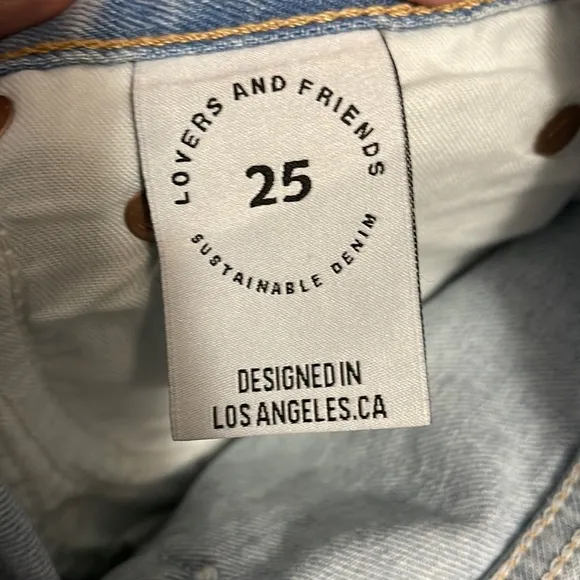 LOVERS AND FRIENDS
25
SUSTAINABLE DENIM
DESIGNED IN
LOS ANGELES.CA